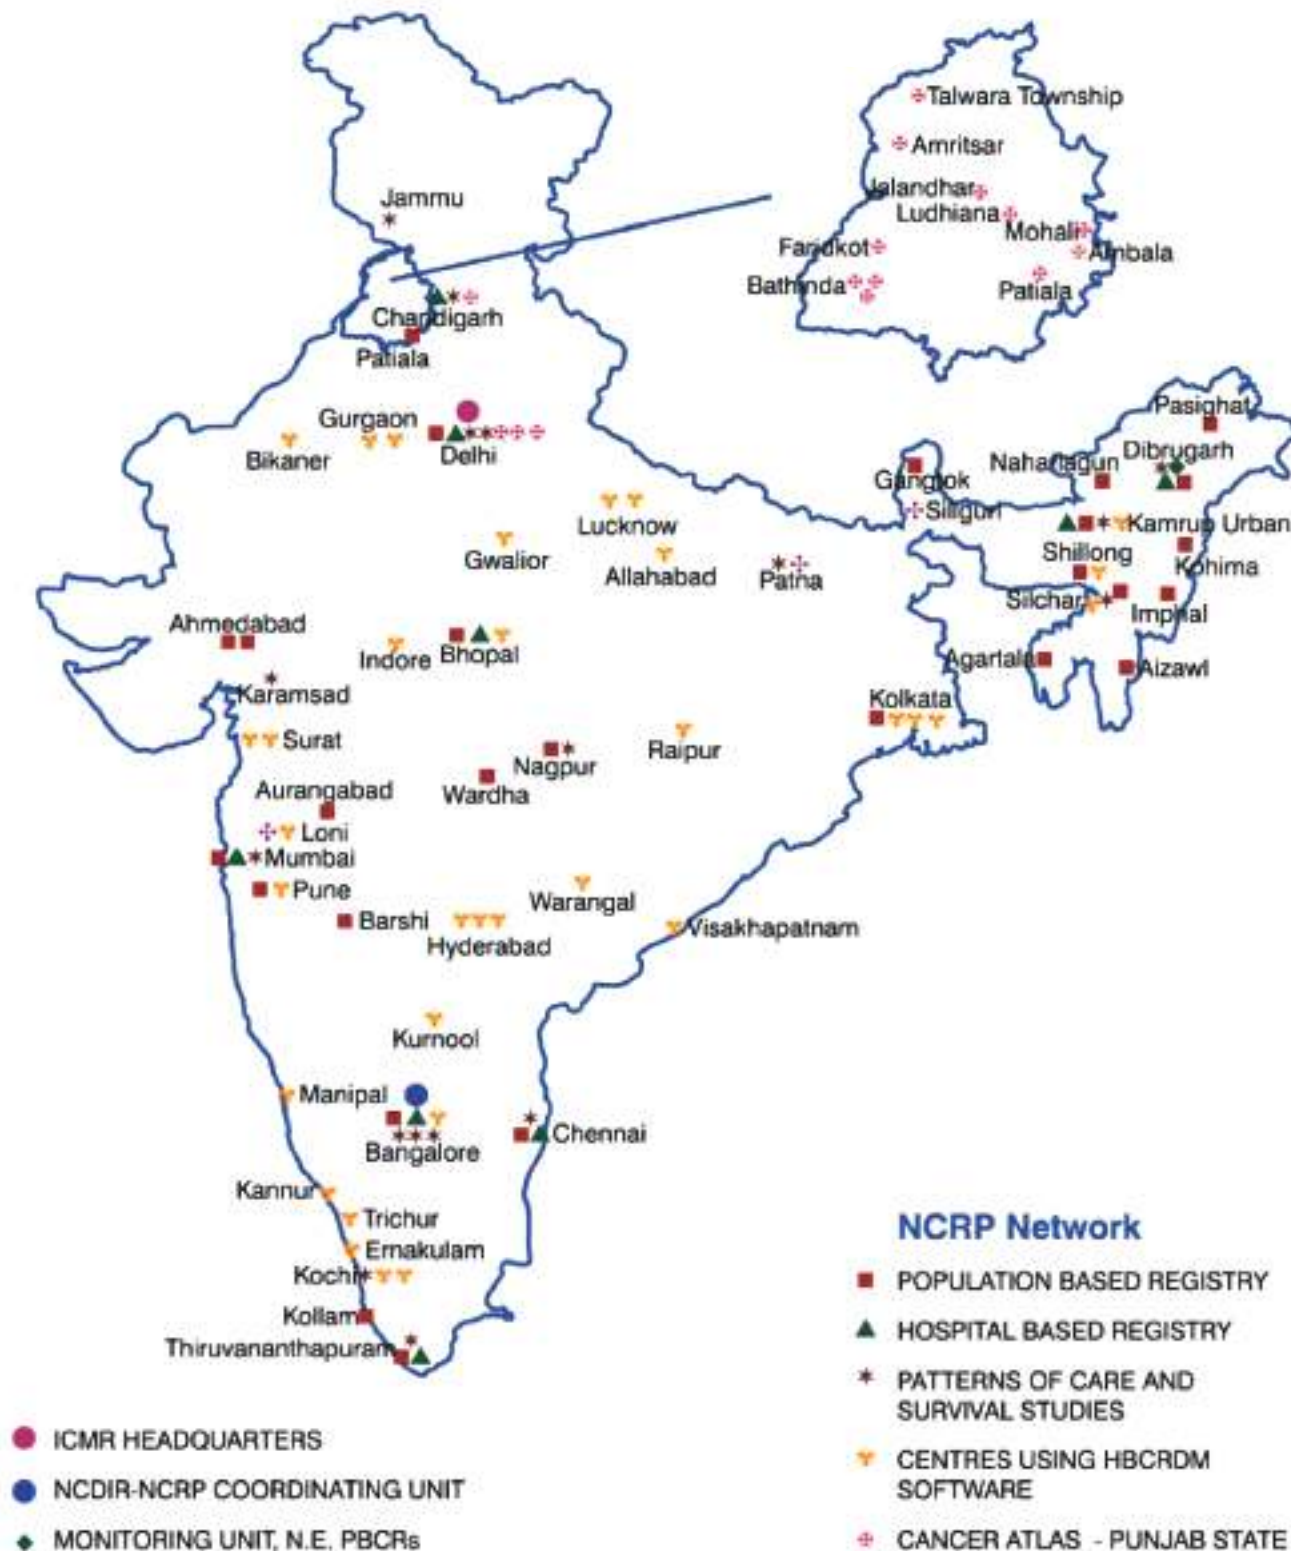 Talwara Township
Amritsar
Jalandhar
Ludhiana
Mohali
Faridkot
Ambala
Bathinda
Patiala
Jammu
Chandigarh
Patiala
Gurgaon
Bikaner
Delhi
Pasighat
Dibrugarh
Naharlagun
Gangtok
Siliguri
Kamrup Urban
Shillong
Kohima
Silchar
Imphal
Agartala
Aizawl
Lucknow
Gwalior
Allahabad
Patna
Ahmedabad
Indore
Bhopal
Karamsad
Kolkata
Surat
Nagpur
Raipur
Wardha
Aurangabad
Loni
Mumbai
Pune
Warangal
Barshi
Hyderabad
Visakhapatnam
Kurnool
Manipal
Bangalore
Chennai
Kannur
Trichur
Ernakulam
Kochi
Kollam
Thiruvananthapuram
NCRP Network
POPULATION BASED REGISTRY
HOSPITAL BASED REGISTRY
PATTERNS OF CARE AND
SURVIVAL STUDIES
CENTRES USING HBCRDM
SOFTWARE
CANCER ATLAS - PUNJAB STATE
ICMR HEADQUARTERS
NCDIR-NCRP COORDINATING UNIT
MONITORING UNIT, N.E. PBCRs